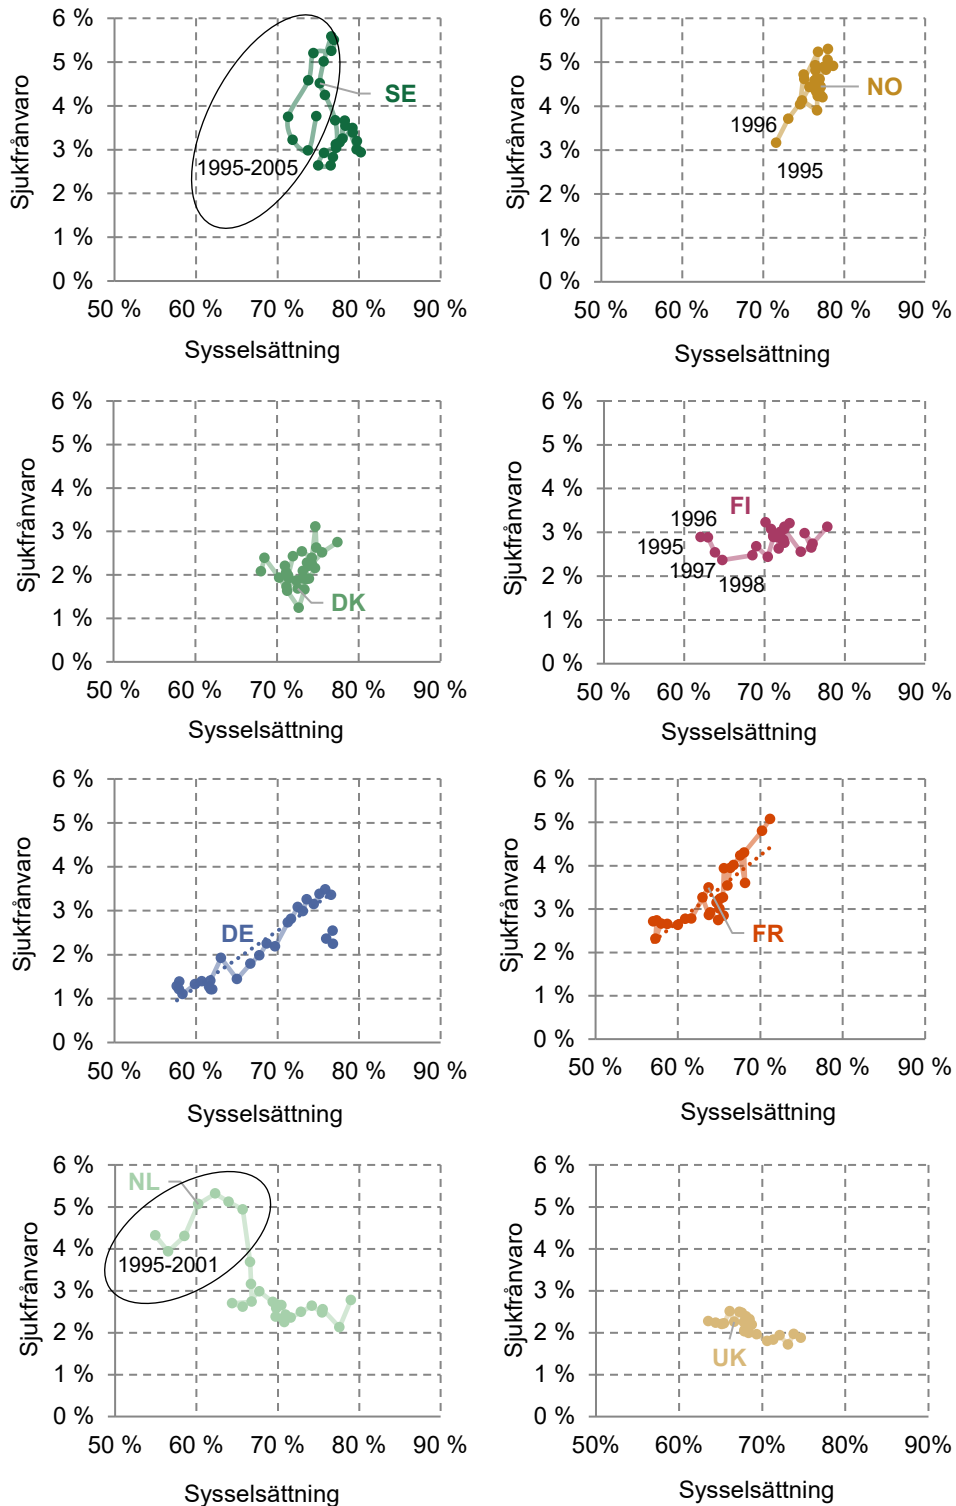 6 %
5 %
4 %
3 %
2 %
1 %
0 %
50 % 60 % 70 % 80 % 90 %
Sjukfrånvaro
Sysselsättning
SE
1995-2005
6 %
5 %
4 %
3 %
2 %
1 %
0 %
50 % 60 % 70 % 80 % 90 %
Sjukfrånvaro
Sysselsättning
NO
1996
1995
6 %
5 %
4 %
3 %
2 %
1 %
0 %
50 % 60 % 70 % 80 % 90 %
Sjukfrånvaro
Sysselsättning
DK
6 %
5 %
4 %
3 %
2 %
1 %
0 %
50 % 60 % 70 % 80 % 90 %
Sjukfrånvaro
Sysselsättning
FI
1996
1995
1997
1998
6 %
5 %
4 %
3 %
2 %
1 %
0 %
50 % 60 % 70 % 80 % 90 %
Sjukfrånvaro
Sysselsättning
DE
6 %
5 %
4 %
3 %
2 %
1 %
0 %
50 % 60 % 70 % 80 % 90 %
Sjukfrånvaro
Sysselsättning
FR
6 %
5 %
4 %
3 %
2 %
1 %
0 %
50 % 60 % 70 % 80 % 90 %
Sjukfrånvaro
Sysselsättning
NL
1995-2001
6 %
5 %
4 %
3 %
2 %
1 %
0 %
50% 60% 70% 80% 90%
Sjukfrånvaro
Sysselsättning
UK